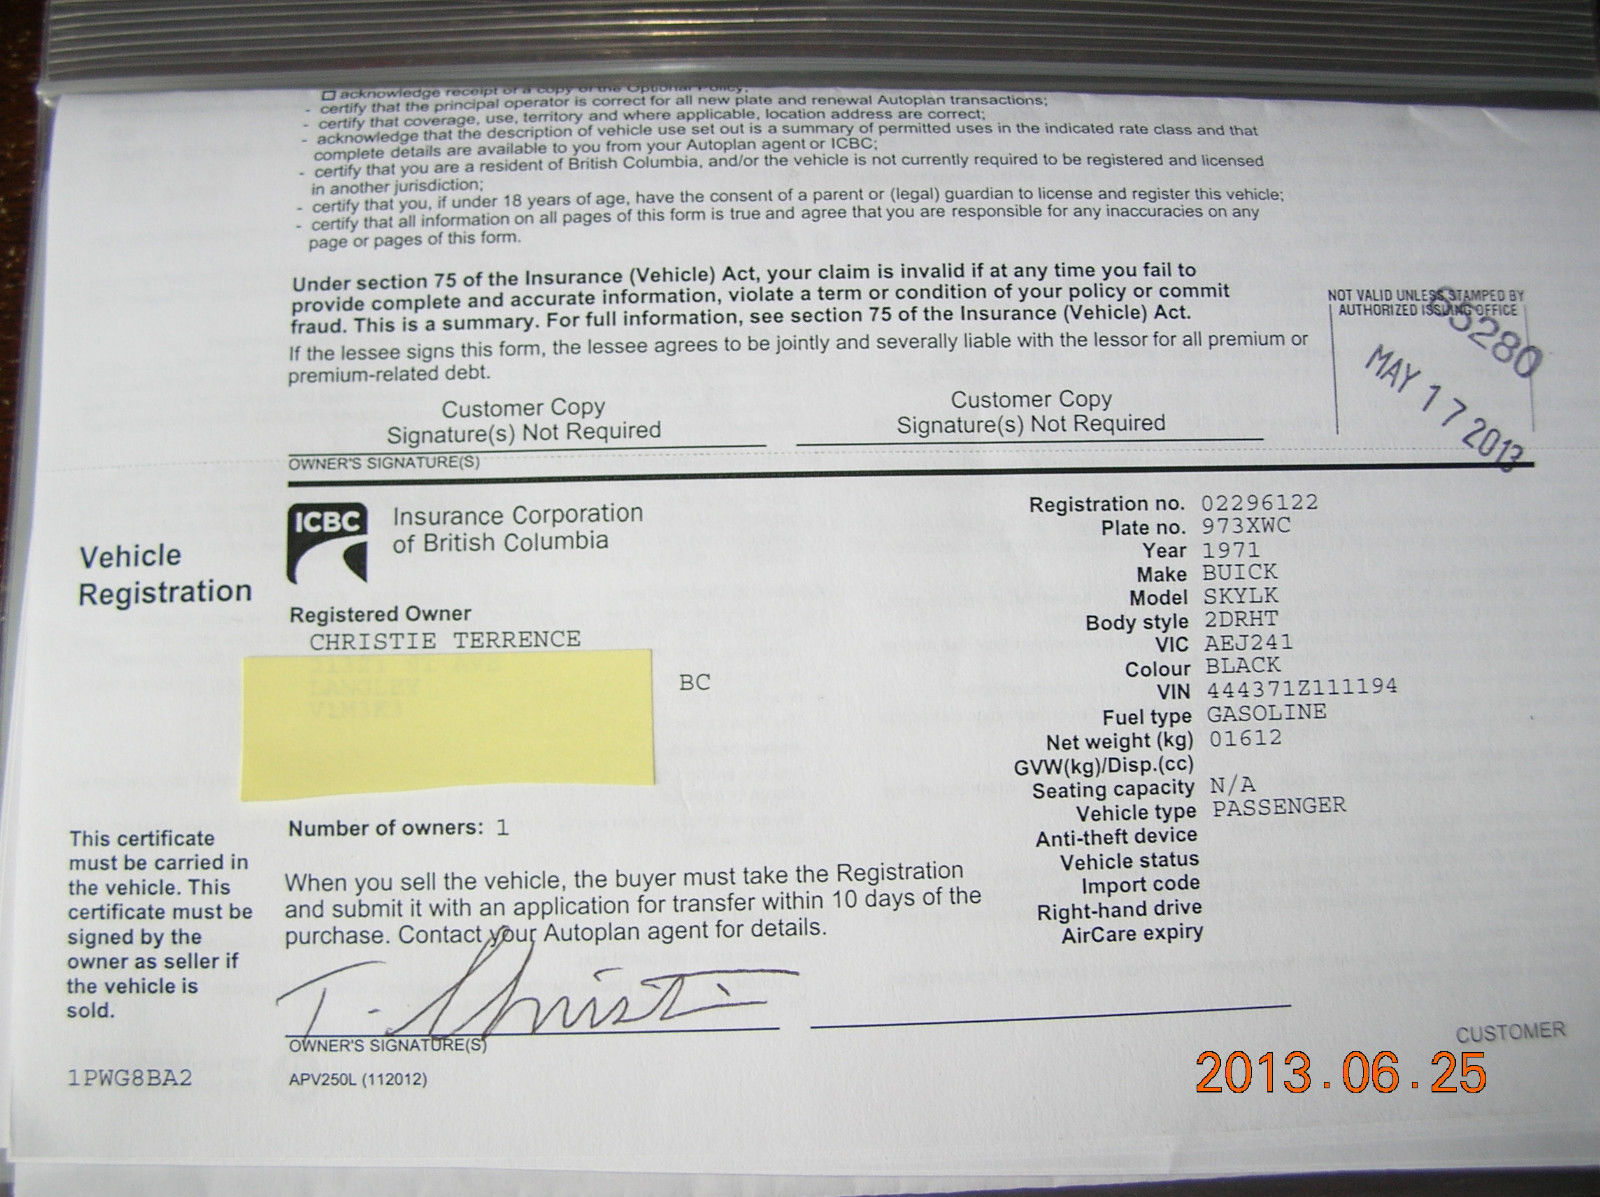 ☐ acknowledge receipt of a copy of the Optional Policy;
- certify that the principal operator is correct for all new plate and renewal Autoplan transactions;
- certify that coverage, use, territory and where applicable, location address are correct;
- acknowledge that the description of vehicle use set out is a summary of permitted uses in the indicated rate class and that
complete details are available to you from your Autoplan agent or ICBC;
- certify that you are a resident of British Columbia, and/or the vehicle is not currently required to be registered and licensed
in another jurisdiction;
- certify that you, if under 18 years of age, have the consent of a parent or (legal) guardian to license and register this vehicle;
- certify that all information on all pages of this form is true and agree that you are responsible for any inaccuracies on any
page or pages of this form.
Under section 75 of the Insurance (Vehicle) Act, your claim is invalid if at any time you fail to
provide complete and accurate information, violate a term or condition of your policy or commit
fraud. This is a summary. For full information, see section 75 of the Insurance (Vehicle) Act.
If the lessee signs this form, the lessee agrees to be jointly and severally liable with the lessor for all premium or
premium-related debt.
NOT VALID UNLESS STAMPED BY
AUTHORIZED ISSUING OFFICE
280
MAY 17 2013
Customer Copy
Signature(s) Not Required
Customer Copy
Signature(s) Not Required
OWNER'S SIGNATURE(S)
Vehicle
Registration
ICBC
Insurance Corporation
of British Columbia
Registered Owner
CHRISTIE TERRENCE
LANGLEY
BC
Number of owners: 1
Registration no. 02296122
Plate no. 973XWC
Year 1971
Make BUICK
Model SKYLK
Body style 2DRHT
VIC AEJ241
Colour BLACK
VIN 444371Z111194
Fuel type GASOLINE
Net weight (kg) 01612
GVW(kg)/Disp.(cc)
Seating capacity N/A
Vehicle type PASSENGER
Anti-theft device
Vehicle status
Import code
Right-hand drive
AirCare expiry
This certificate
must be carried in
the vehicle. This
certificate must be
signed by the
owner as seller if
the vehicle is
sold.
When you sell the vehicle, the buyer must take the Registration
and submit it with an application for transfer within 10 days of the
purchase. Contact your Autoplan agent for details.
T. Christie
OWNER'S SIGNATURE(S)
CUSTOMER
1PWG8BA2
APV250L (112012)
2013.06.25